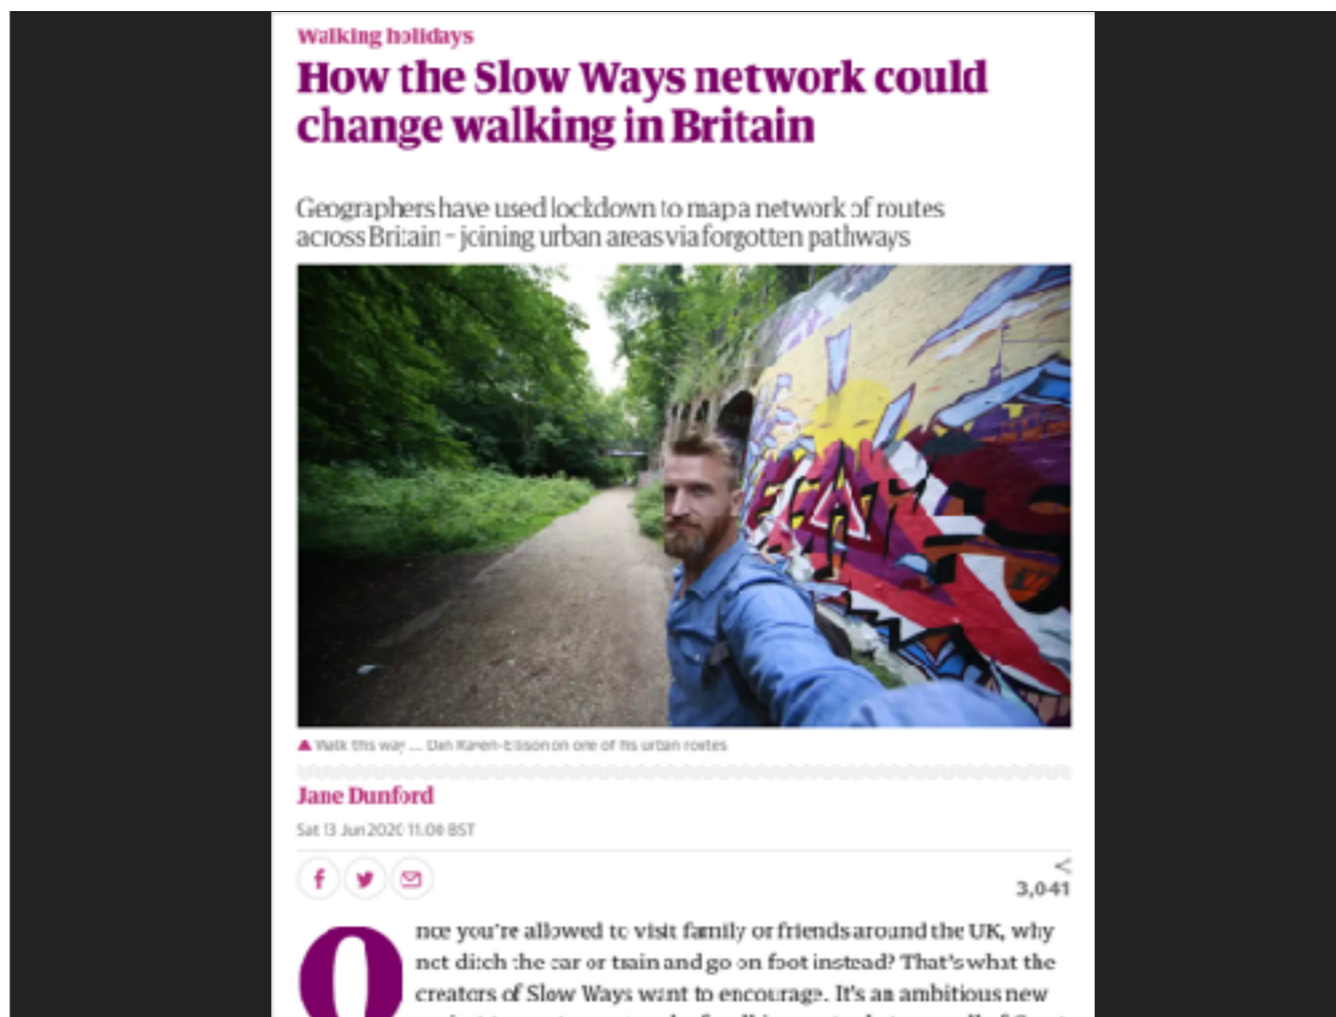 Walking holidays
How the Slow Ways network could
change walking in Britain
Geographers have used lockdown to map a network of routes
across Britain – joining urban areas via forgotten pathways
Walk this way ... Dan Raven-Ellison on one of his urban routes
Jane Dunford
Sat 13 Jun 2020 11.00 BST
3,041
Once you're allowed to visit family or friends around the UK, why
not ditch the car or train and go on foot instead? That's what the
creators of Slow Ways want to encourage. It's an ambitious new